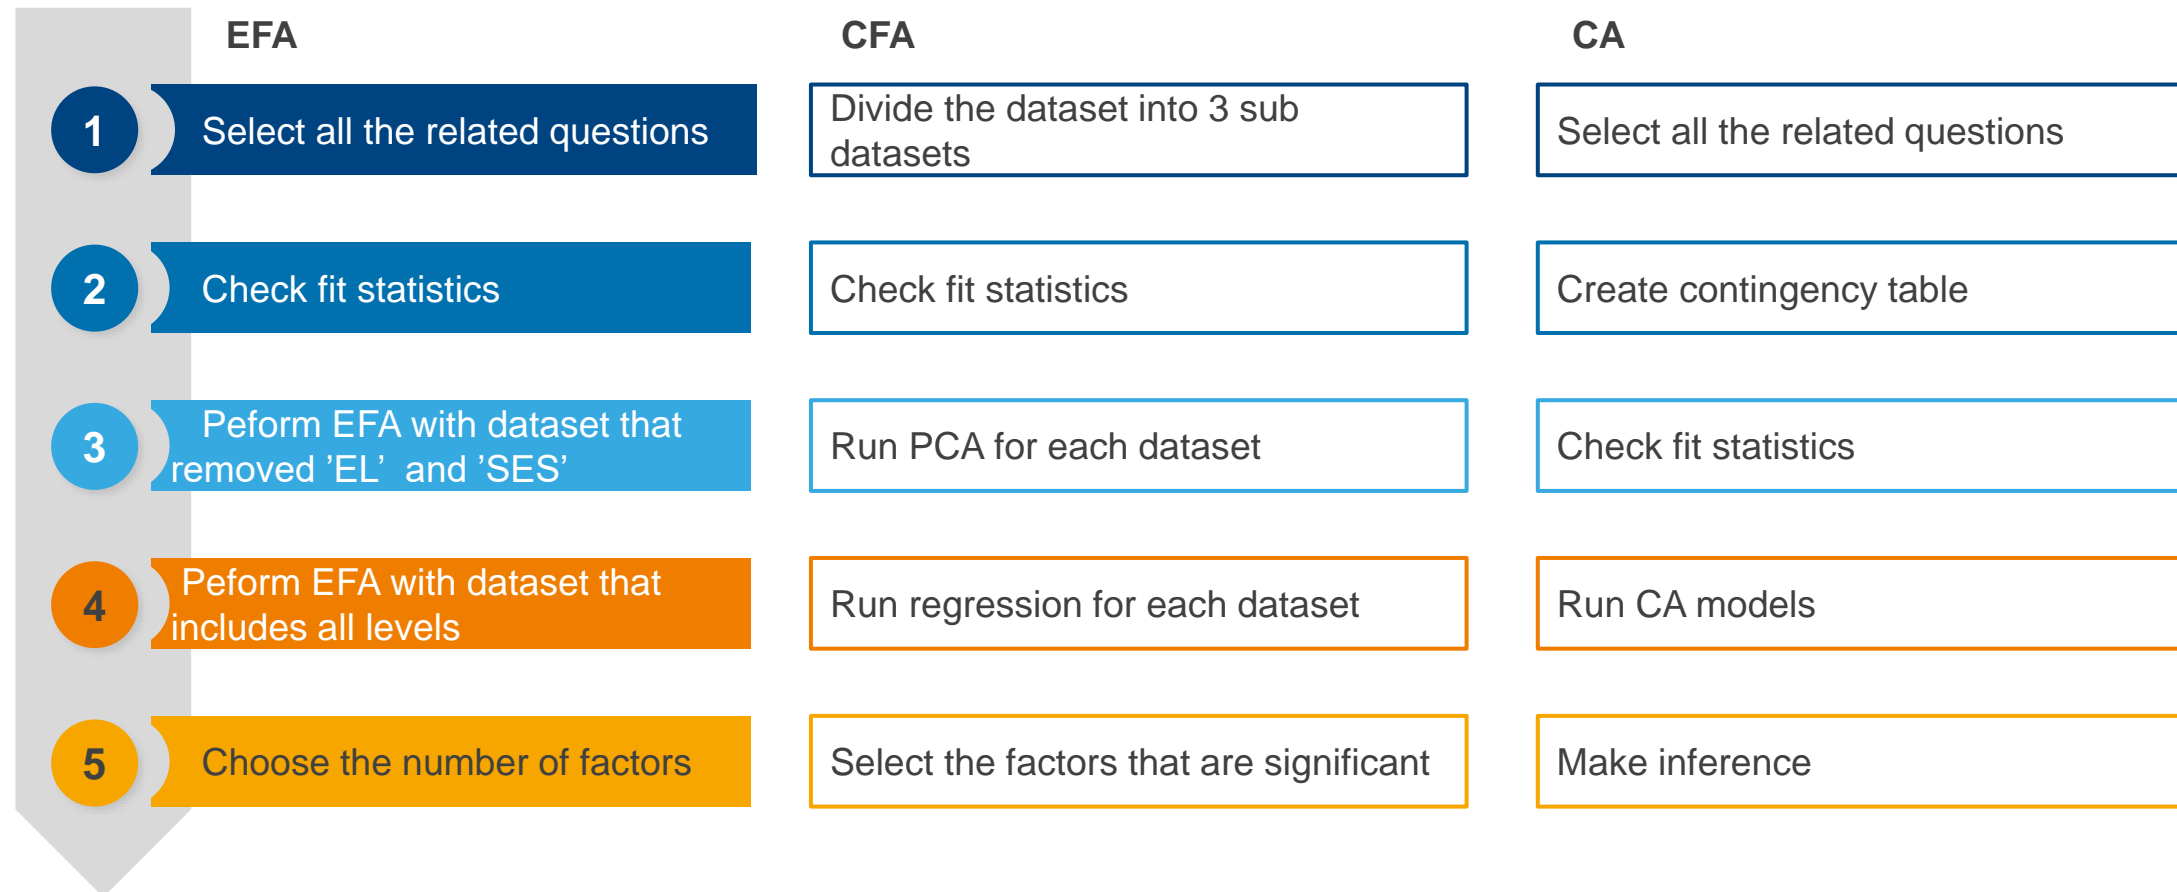 EFA
CFA
CA
1
Select all the related questions
Divide the dataset into 3 sub
datasets
Select all the related questions
2
Check fit statistics
Check fit statistics
Create contingency table
3
Peform EFA with dataset that
removed ’EL’ and ’SES’
Run PCA for each dataset
Check fit statistics
4
Peform EFA with dataset that
includes all levels
Run regression for each dataset
Run CA models
5
Choose the number of factors
Select the factors that are significant
Make inference